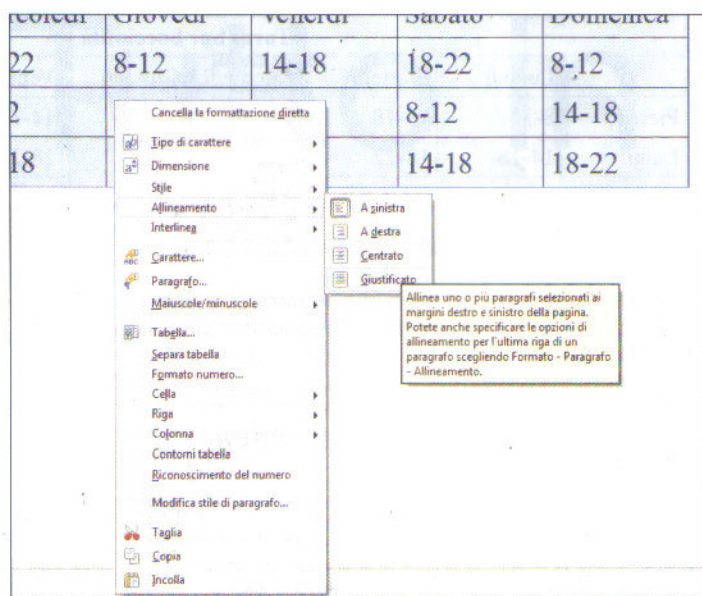 coledì Giovedì Venerdì Sabato Domenica
22 8-12 14-18 18-22 8-12
2 8-12 14-18
18 14-18 18-22
Cancella la formattazione diretta
Tipo di carattere
Dimensione
Stile
Allineamento
Interlinea
Carattere...
Paragrafo...
Maiuscole/minuscole
Tabella...
Separa tabella
Formato numero...
Cella
Riga
Colonna
Contorni tabella
Riconoscimento del numero
Modifica stile di paragrafo...
Taglia
Copia
Incolla
A sinistra
A destra
Centrato
Giustificato
Allinea uno o più paragrafi selezionati ai
margini destro e sinistro della pagina.
Potete anche specificare le opzioni di
allineamento per l'ultima riga di un
paragrafo scegliendo Formato - Paragrafo
- Allineamento.